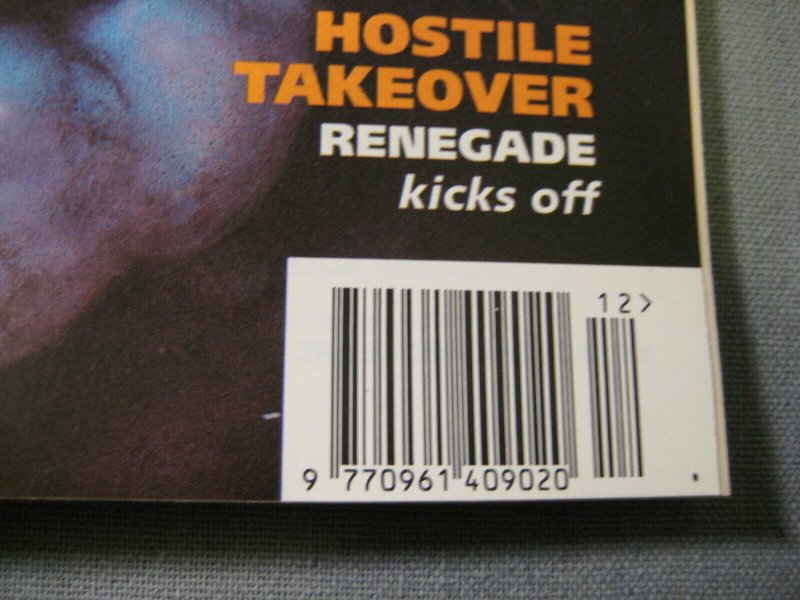 HOSTILE
TAKEOVER
RENEGADE
kicks off
12>
9 770961 409020